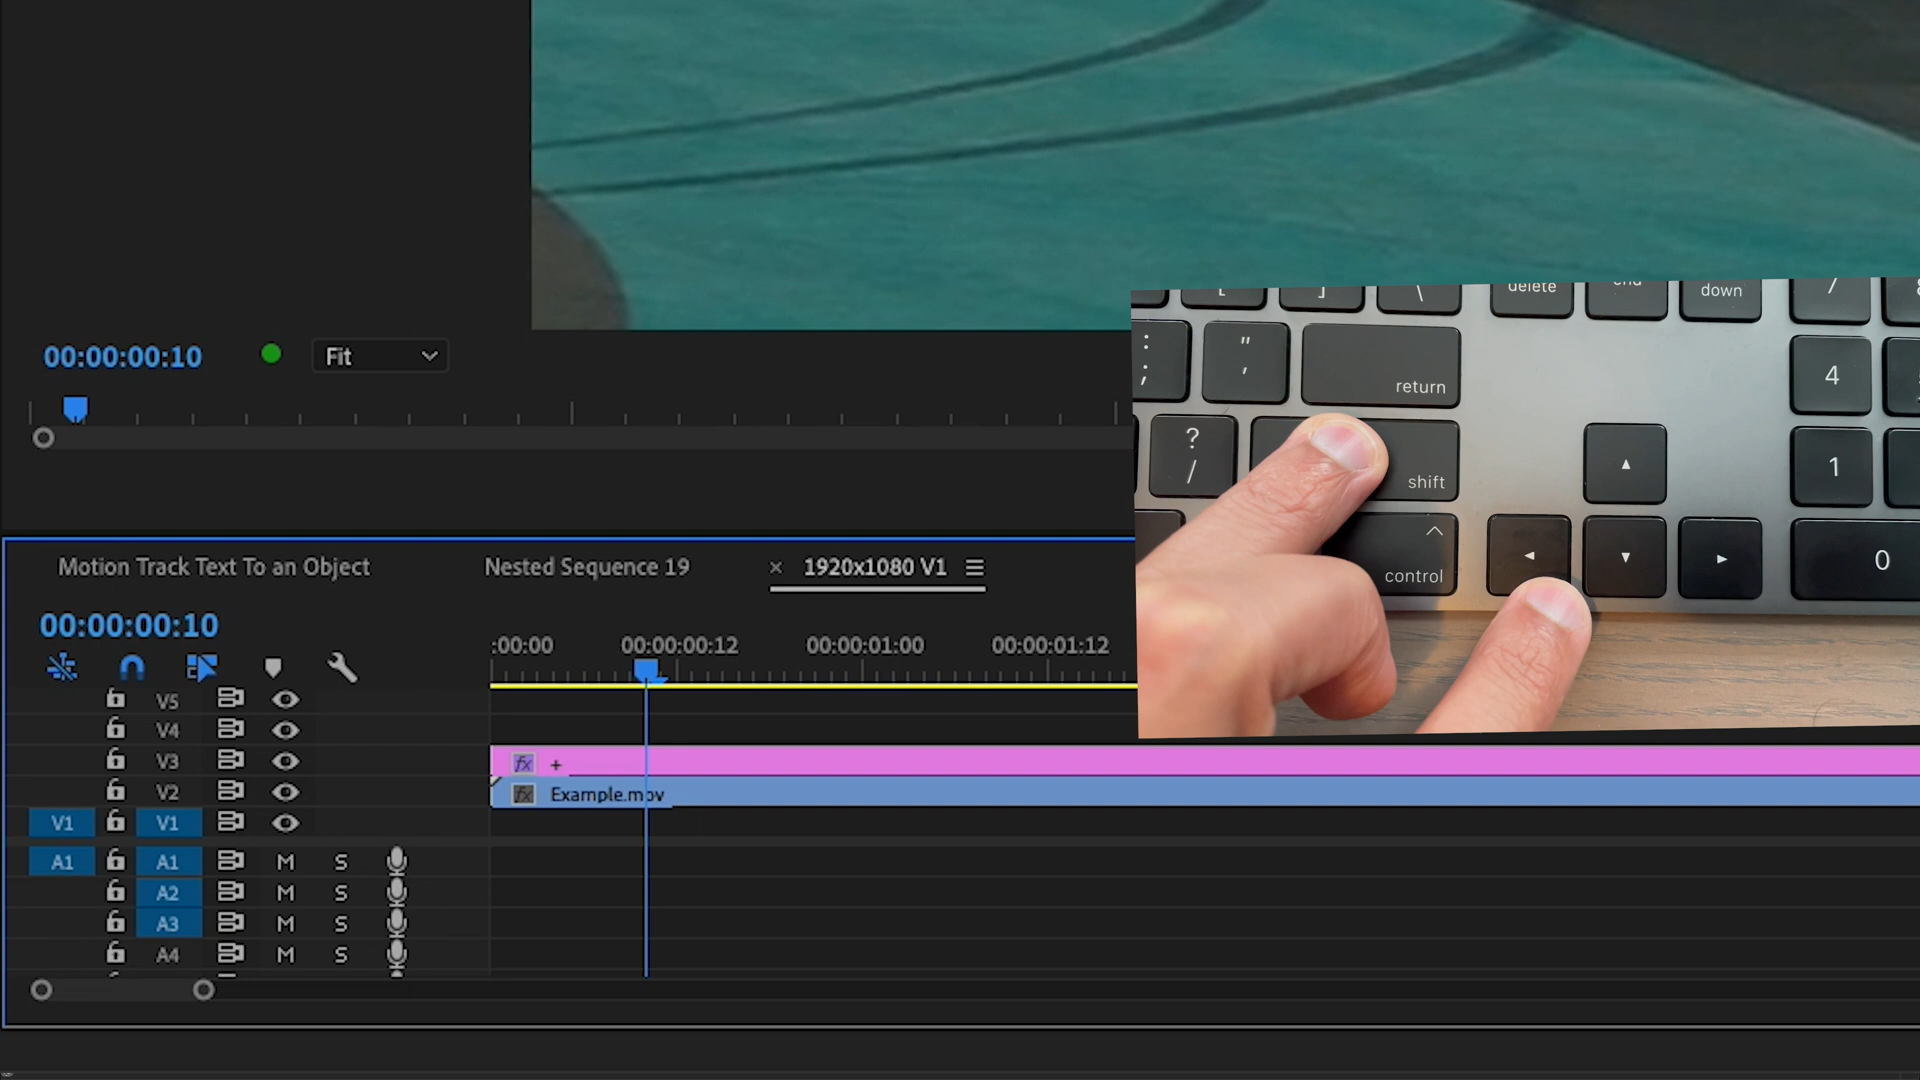 [ ] \ delete end down 7 8
: " 4
; ' return
00:00:00:10 Fit
? 1
/ shift
^
control 0
Motion Track Text To an Object Nested Sequence 19 × 1920x1080 V1
00:00:00:10
:00:00 00:00:00:12 00:00:01:00 00:00:01:12
V5
V4
V3 fx +
V2 fx Example.mov
V1 V1
A1 A1 M S
A2 M S
A3 M S
A4 M S